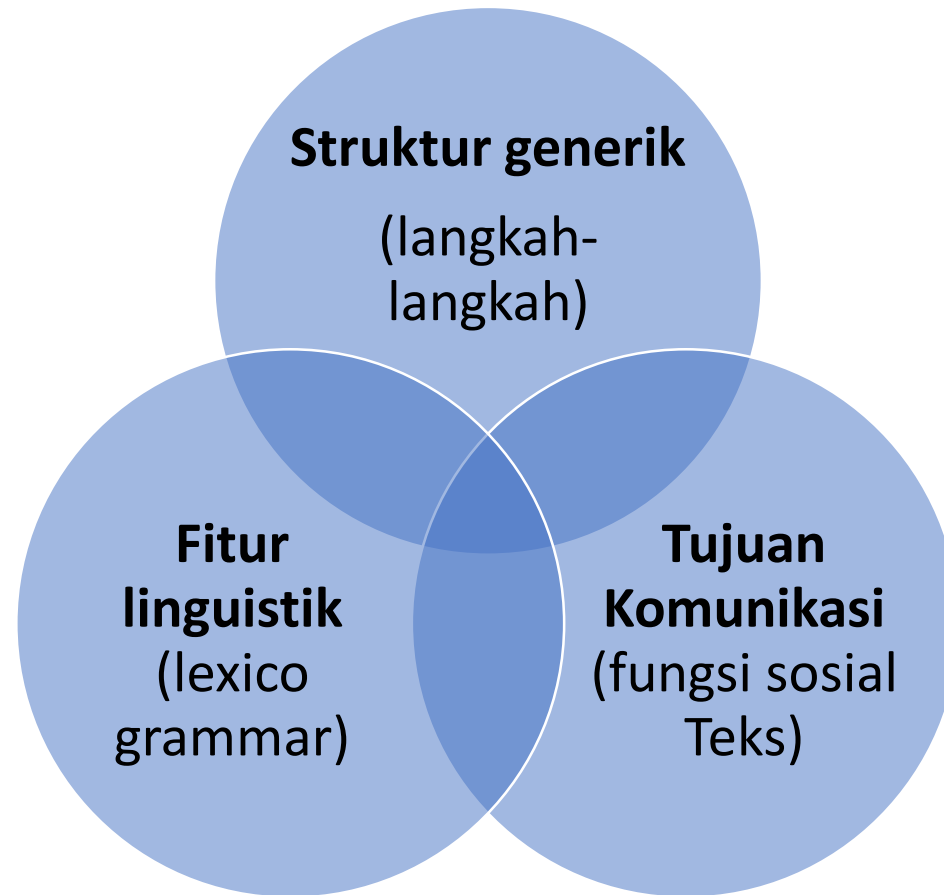 Struktur generik
(langkah-
langkah)
Fitur
linguistik
(lexico
grammar)
Tujuan
Komunikasi
(fungsi sosial
Teks)